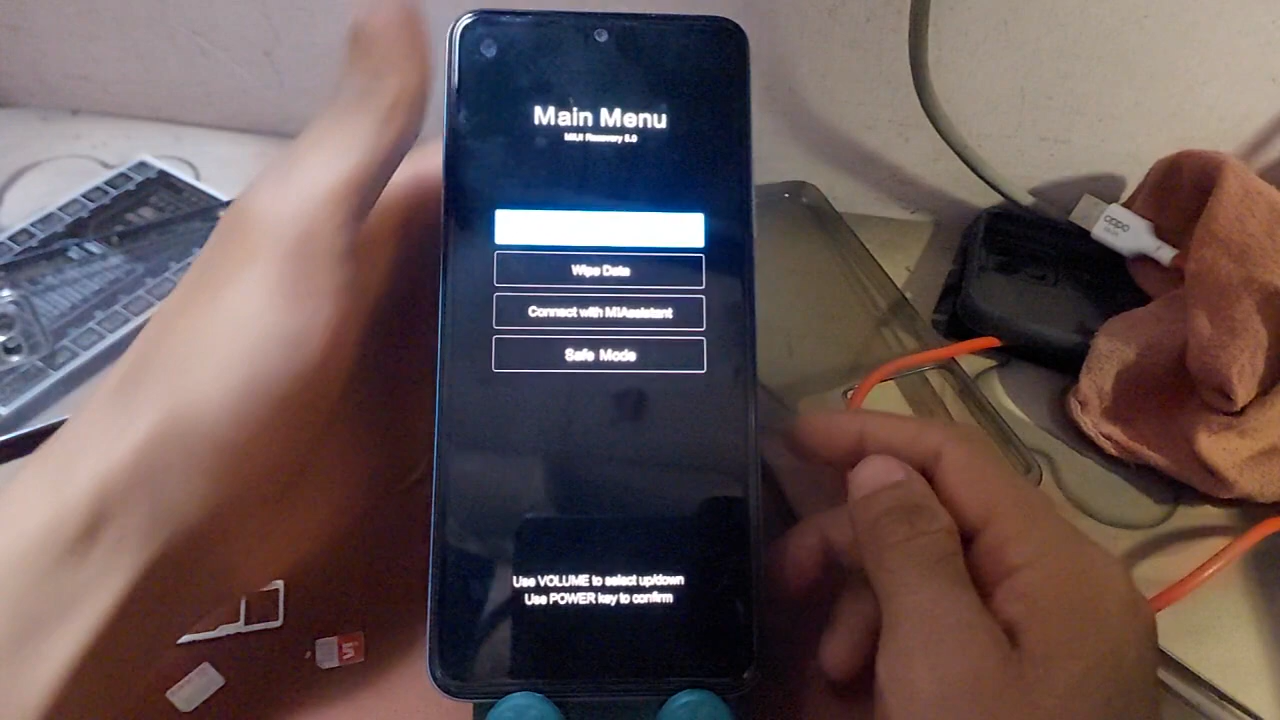 Main Menu
MIUI Recovery 5.0
Wipe Data
Connect with MIAssistant
Safe Mode
Use VOLUME to select up/down
Use POWER key to confirm
oppo